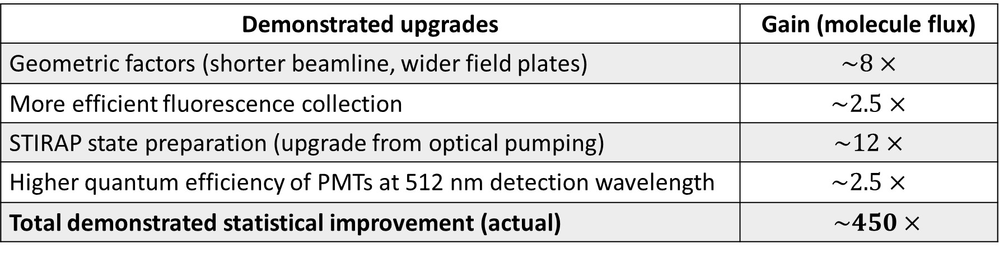 Demonstrated upgrades Gain (molecule flux)
Geometric factors (shorter beamline, wider field plates) ~8 ×
More efficient fluorescence collection ~2.5 ×
STIRAP state preparation (upgrade from optical pumping) ~12 ×
Higher quantum efficiency of PMTs at 512 nm detection wavelength ~2.5 ×
Total demonstrated statistical improvement (actual) ~450 ×